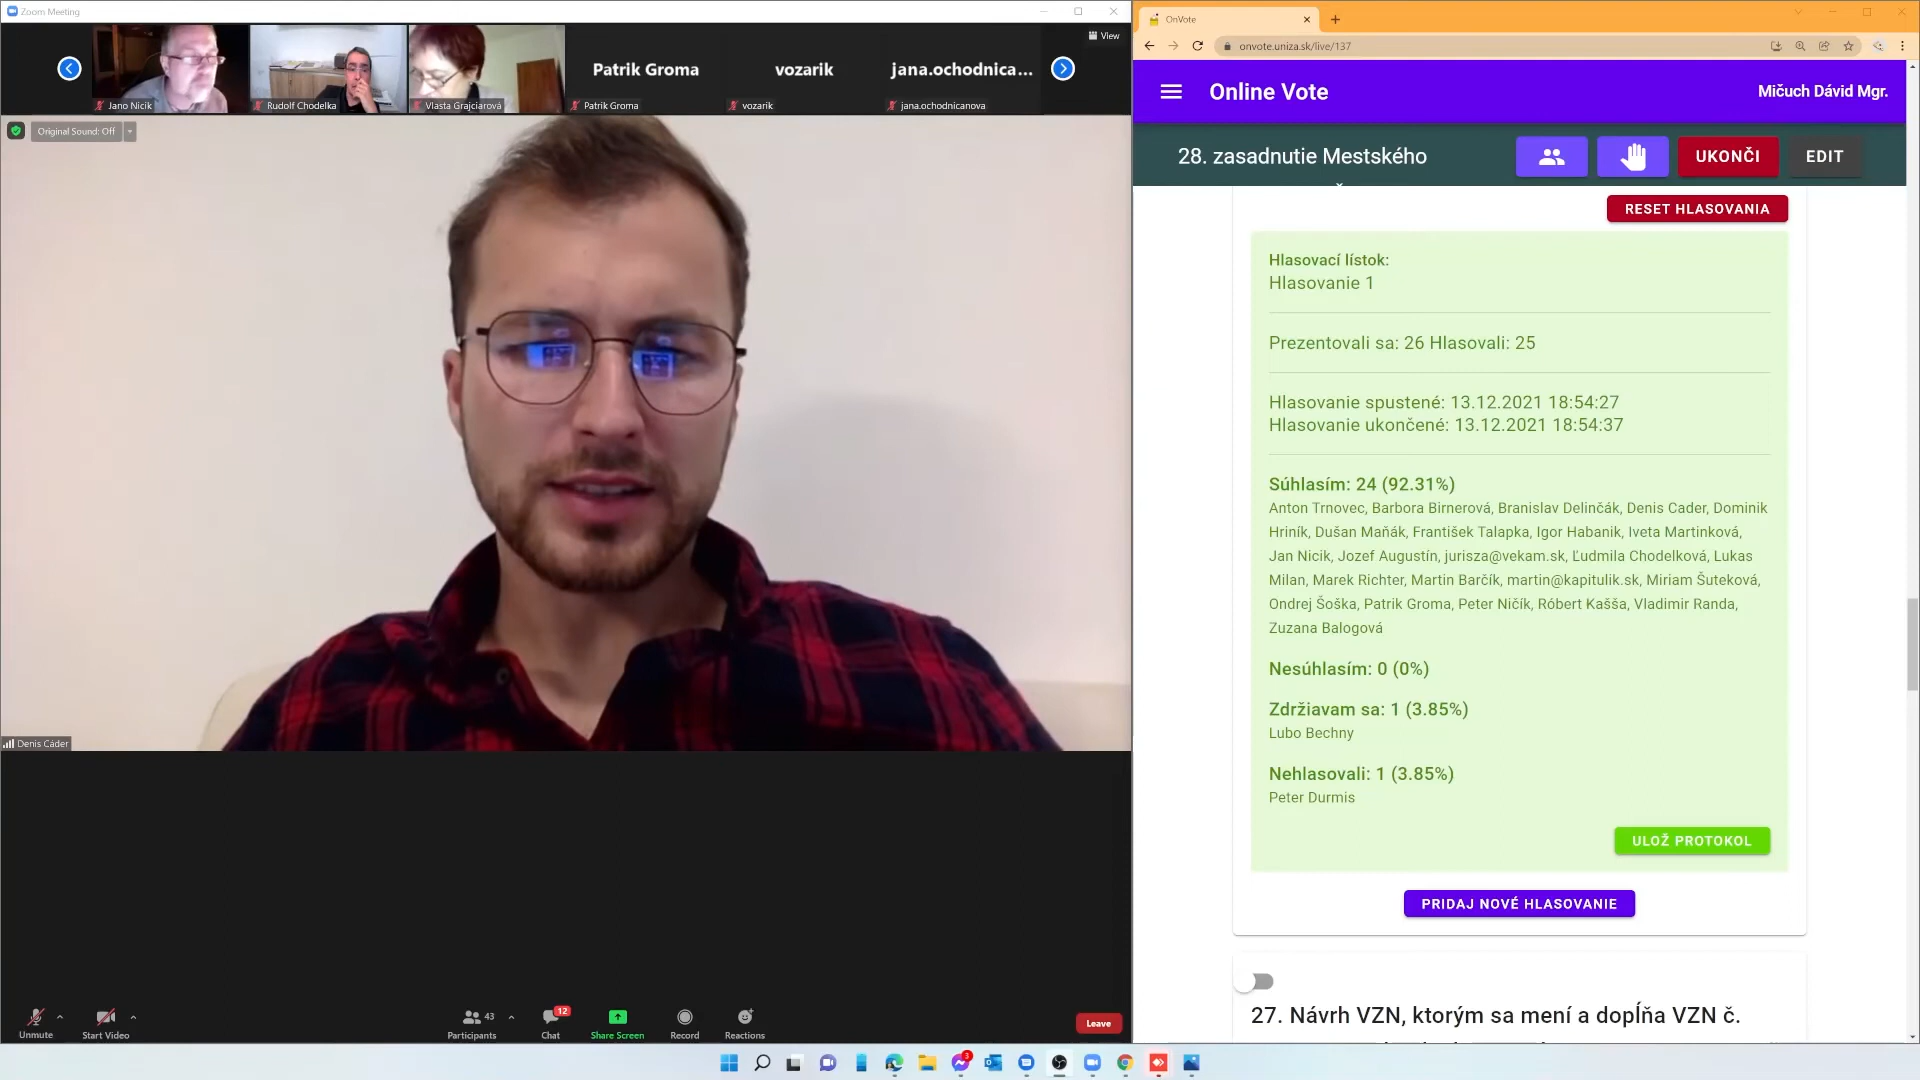 Zoom Meeting
View
Patrik Groma
vozarik
jana.ochodnica...
Jano Nicik
Rudolf Chodelka
Vlasta Grajciarová
Patrik Groma
vozarik
jana.ochodnicanova
Original Sound: Off
Denis Cáder
Unmute
Start Video
43
Participants
12
Chat
Share Screen
Record
Reactions
Leave
OnVote
onvote.uniza.sk/live/137
Online Vote
Mičuch Dávid Mgr.
28. zasadnutie Mestského
UKONČI
EDIT
RESET HLASOVANIA
Hlasovací lístok:
Hlasovanie 1
Prezentovali sa: 26 Hlasovali: 25
Hlasovanie spustené: 13.12.2021 18:54:27
Hlasovanie ukončené: 13.12.2021 18:54:37
Súhlasím: 24 (92.31%)
Anton Trnovec, Barbora Birnerová, Branislav Delinčák, Denis Cader, Dominik
Hriník, Dušan Maňák, František Talapka, Igor Habanik, Iveta Martinková,
Jan Nicík, Jozef Augustín, jurisza@vekam.sk, Ľudmila Chodelková, Lukas
Milan, Marek Richter, Martin Barčík, martin@kapitulik.sk, Miriam Šuteková,
Ondrej Šoška, Patrik Groma, Peter Ničík, Róbert Kašša, Vladimir Randa,
Zuzana Balogová
Nesúhlasím: 0 (0%)
Zdržiavam sa: 1 (3.85%)
Lubo Bechny
Nehlasovali: 1 (3.85%)
Peter Durmis
ULOŽ PROTOKOL
PRIDAJ NOVÉ HLASOVANIE
27. Návrh VZN, ktorým sa mení a dopĺňa VZN č.
3